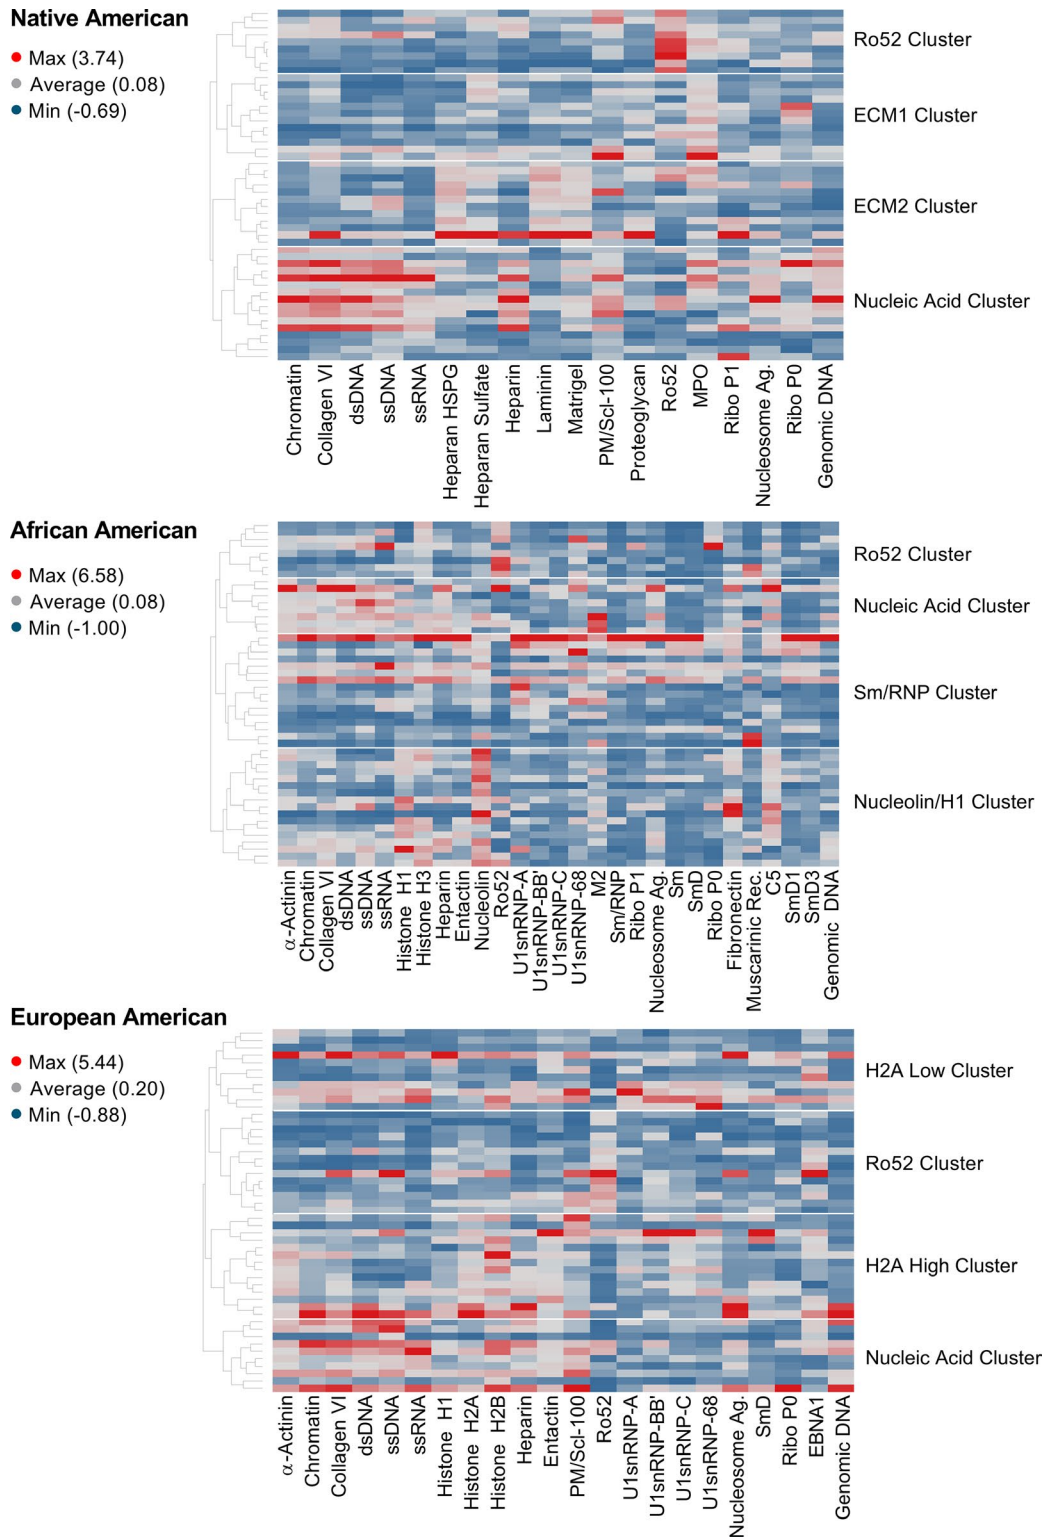 Native American
Max (3.74)
Average (0.08)
Min (-0.69)
Ro52 Cluster
ECM1 Cluster
ECM2 Cluster
Nucleic Acid Cluster
Chromatin
Collagen VI
dsDNA
ssDNA
ssRNA
Heparan HSPG
Heparan Sulfate
Heparin
Laminin
Matrigel
PM/Scl-100
Proteoglycan
Ro52
MPO
Ribo P1
Nucleosome Ag.
Ribo P0
Genomic DNA
African American
Max (6.58)
Average (0.08)
Min (-1.00)
Ro52 Cluster
Nucleic Acid Cluster
Sm/RNP Cluster
Nucleolin/H1 Cluster
α-Actinin
Chromatin
Collagen VI
dsDNA
ssDNA
ssRNA
Histone H1
Histone H3
Heparin
Entactin
Nucleolin
Ro52
U1snRNP-A
U1snRNP-BB'
U1snRNP-C
U1snRNP-68
M2
Sm/RNP
Ribo P1
Nucleosome Ag.
Sm
SmD
Ribo P0
Fibronectin
Muscarinic Rec.
C5
SmD1
SmD3
Genomic DNA
European American
Max (5.44)
Average (0.20)
Min (-0.88)
H2A Low Cluster
Ro52 Cluster
H2A High Cluster
Nucleic Acid Cluster
α-Actinin
Chromatin
Collagen VI
dsDNA
ssDNA
ssRNA
Histone H1
Histone H2A
Histone H2B
Heparin
Entactin
PM/Scl-100
Ro52
U1snRNP-A
U1snRNP-BB'
U1snRNP-C
U1snRNP-68
Nucleosome Ag.
SmD
Ribo P0
EBNA1
Genomic DNA